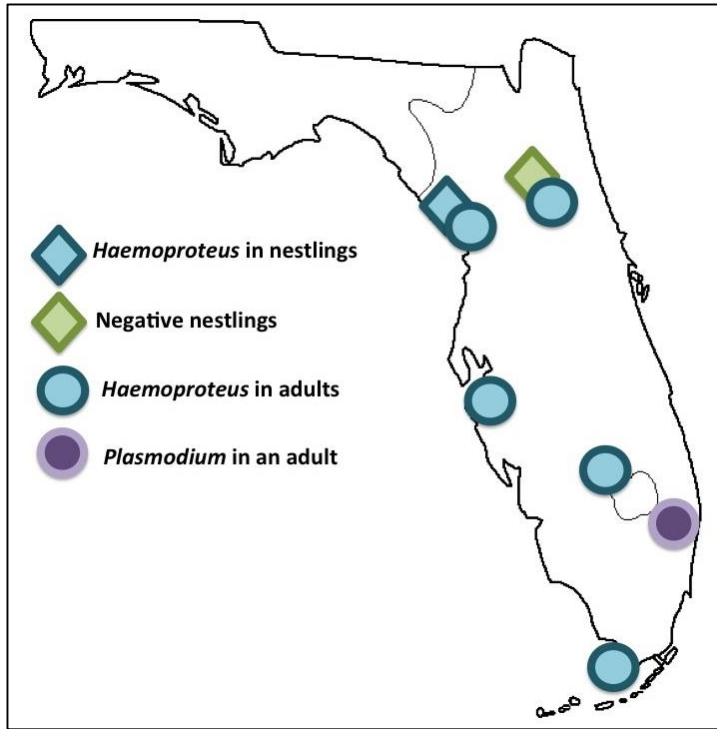 Haemoproteus in nestlings
Negative nestlings
Haemoproteus in adults
Plasmodium in an adult